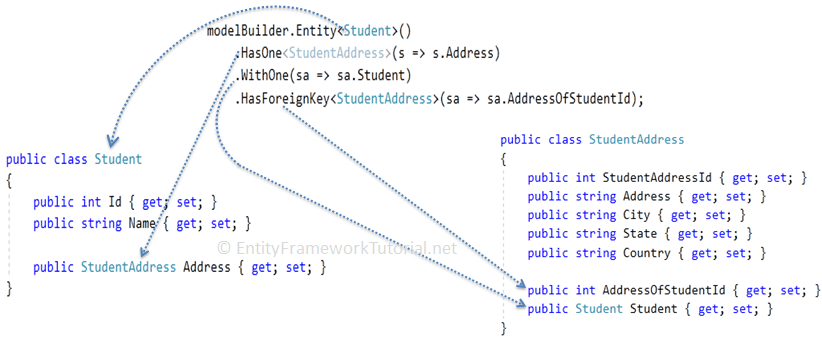 modelBuilder.Entity<Student>()
.HasOne<StudentAddress>(s => s.Address)
.WithOne(sa => sa.Student)
.HasForeignKey<StudentAddress>(sa => sa.AddressOfStudentId);
public class Student
{
public int Id { get; set; }
public string Name { get; set; }
public StudentAddress Address { get; set; }
}
© EntityFrameworkTutorial.net
public class StudentAddress
{
public int StudentAddressId { get; set; }
public string Address { get; set; }
public string City { get; set; }
public string State { get; set; }
public string Country { get; set; }
public int AddressOfStudentId { get; set; }
public Student Student { get; set; }
}